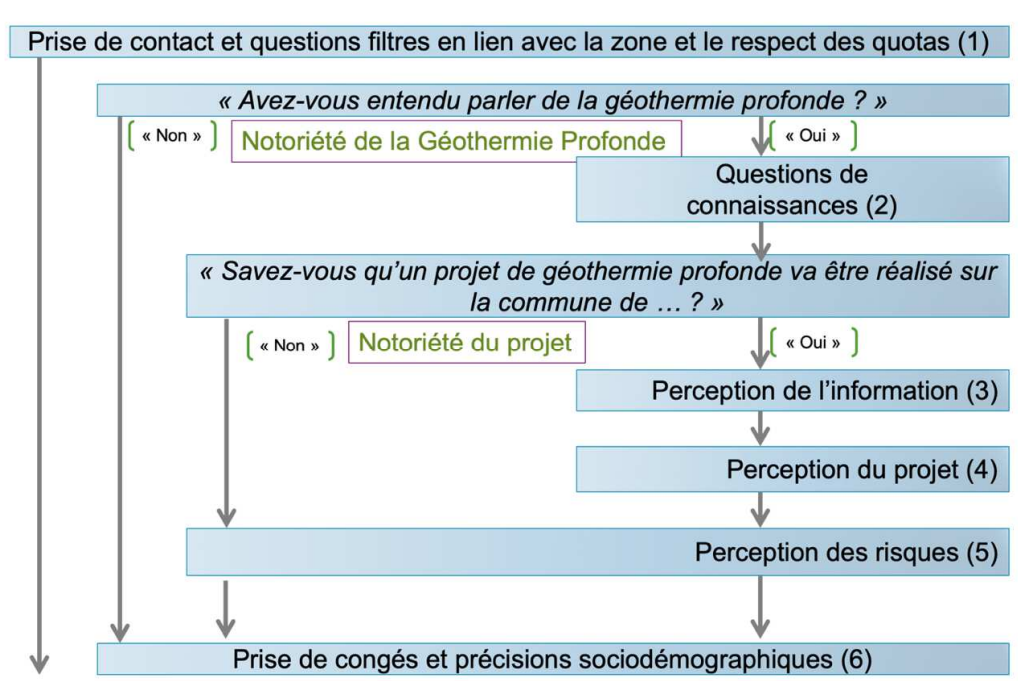 Prise de contact et questions filtres en lien avec la zone et le respect des quotas (1)
« Avez-vous entendu parler de la géothermie profonde ? »
« Non »
Notoriété de la Géothermie Profonde
« Oui »
Questions de
connaissances (2)
« Savez-vous qu’un projet de géothermie profonde va être réalisé sur
la commune de … ? »
« Non »
Notoriété du projet
« Oui »
Perception de l’information (3)
Perception du projet (4)
Perception des risques (5)
Prise de congés et précisions sociodémographiques (6)